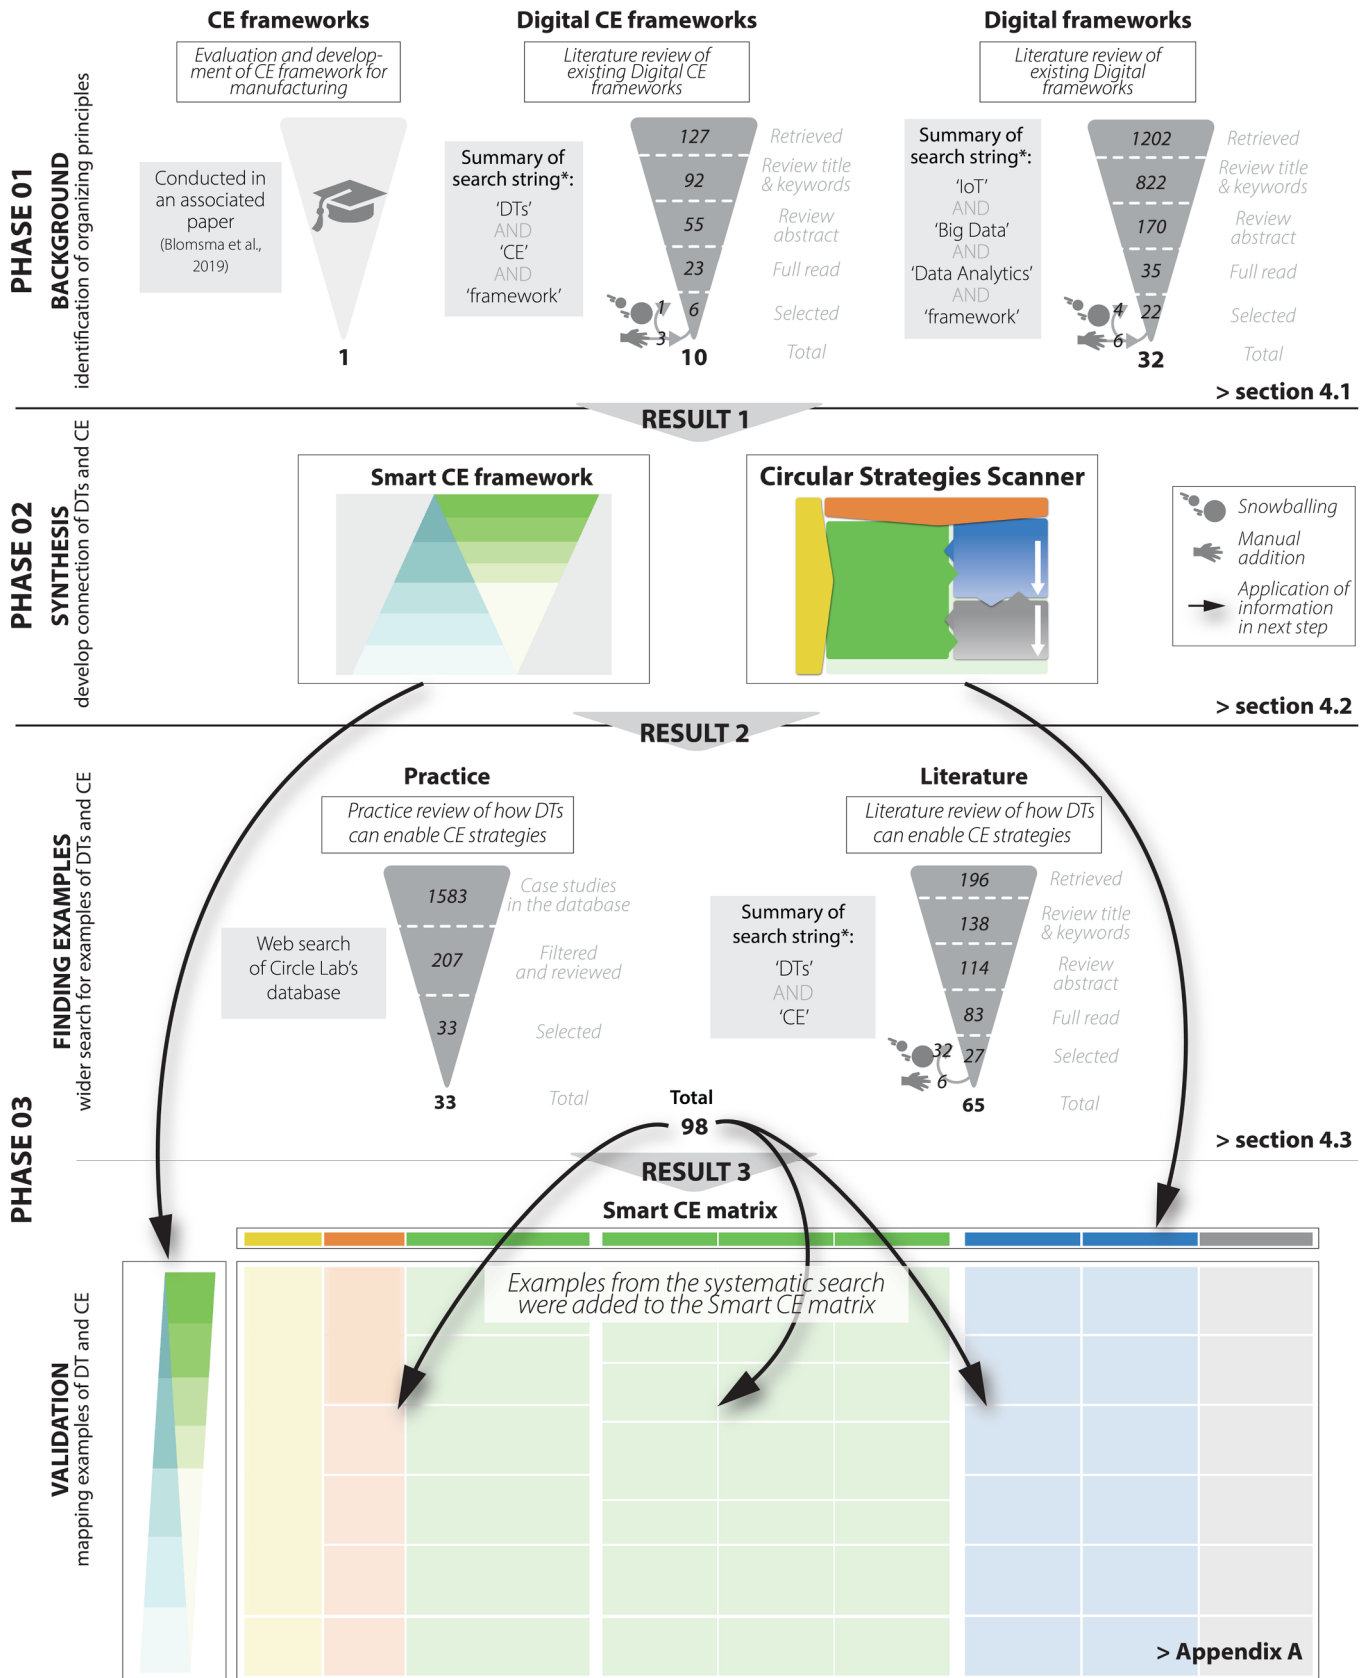 PHASE 01
BACKGROUND
identification of organizing principles
CE frameworks
Evaluation and develop-
ment of CE framework for
manufacturing
Conducted in
an associated
paper
(Blomsma et al.,
2019)
1
Digital CE frameworks
Literature review of
existing Digital CE
frameworks
Summary of
search string*:
‘DTs’
AND
‘CE’
AND
‘framework’
127
92
55
23
1
6
3
10
Retrieved
Review title
& keywords
Review
abstract
Full read
Selected
Total
Digital frameworks
Literature review of
existing Digital
frameworks
Summary of
search string*:
‘IoT’
AND
‘Big Data’
AND
‘Data Analytics’
AND
‘framework’
1202
822
170
35
4
22
6
32
Retrieved
Review title
& keywords
Review
abstract
Full read
Selected
Total
> section 4.1
RESULT 1
PHASE 02
SYNTHESIS
develop connection of DTs and CE
Smart CE framework
Circular Strategies Scanner
Snowballing
Manual
addition
Application of
information
in next step
> section 4.2
RESULT 2
PHASE 03
FINDING EXAMPLES
wider search for examples of DTs and CE
Practice
Practice review of how DTs
can enable CE strategies
Web search
of Circle Lab’s
database
1583
207
33
33
Case studies
in the database
Filtered
and reviewed
Selected
Total
Literature
Literature review of how DTs
can enable CE strategies
Summary of
search string*:
‘DTs’
AND
‘CE’
196
138
114
83
32
27
6
65
Retrieved
Review title
& keywords
Review
abstract
Full read
Selected
Total
Total
98
> section 4.3
RESULT 3
VALIDATION
mapping examples of DT and CE
Smart CE matrix
Examples from the systematic search
were added to the Smart CE matrix
> Appendix A